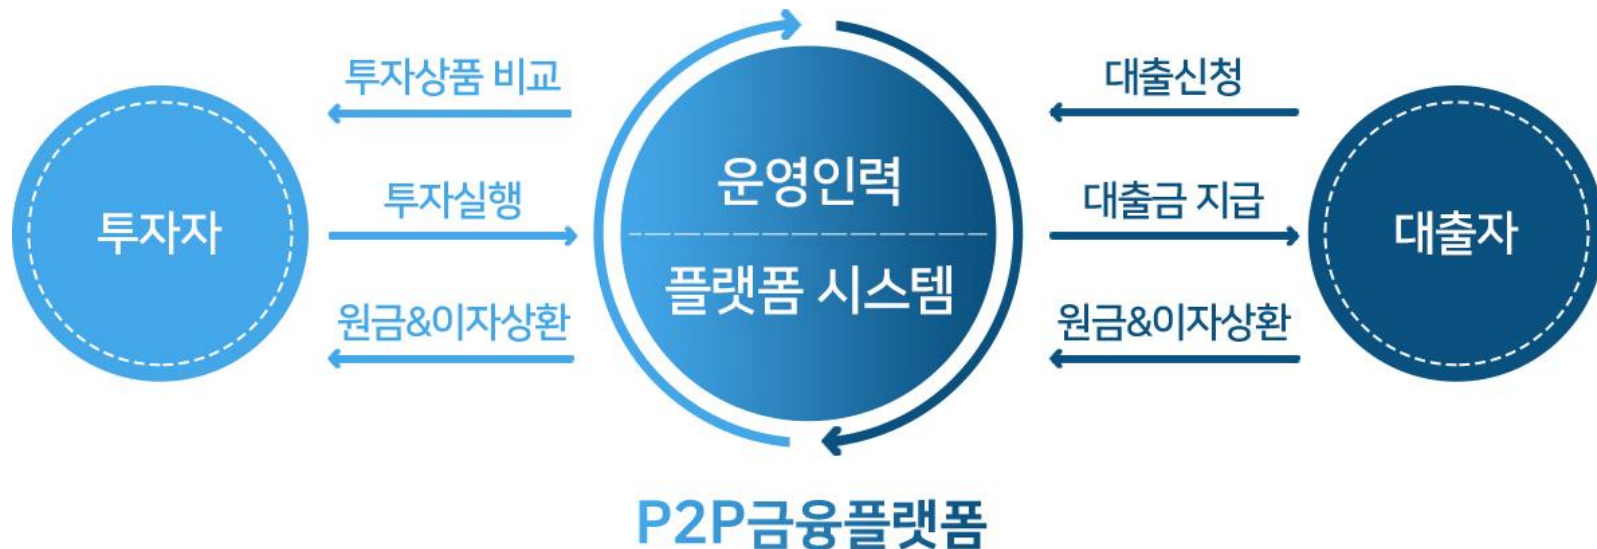 투자자
투자상품 비교
투자실행
원금&이자상환
운영인력
플랫폼 시스템
대출신청
대출금 지급
원금&이자상환
대출자
P2P금융플랫폼